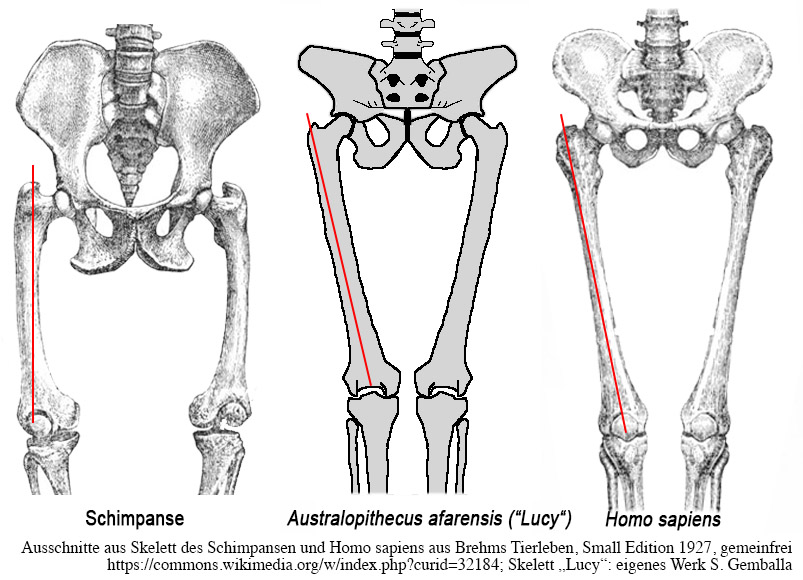 Schimpanse
Australopithecus afarensis (“Lucy“)
Homo sapiens
Ausschnitte aus Skelett des Schimpansen und Homo sapiens aus Brehms Tierleben, Small Edition 1927, gemeinfrei
https://commons.wikimedia.org/w/index.php?curid=32184; Skelett „Lucy“: eigenes Werk S. Gemballa